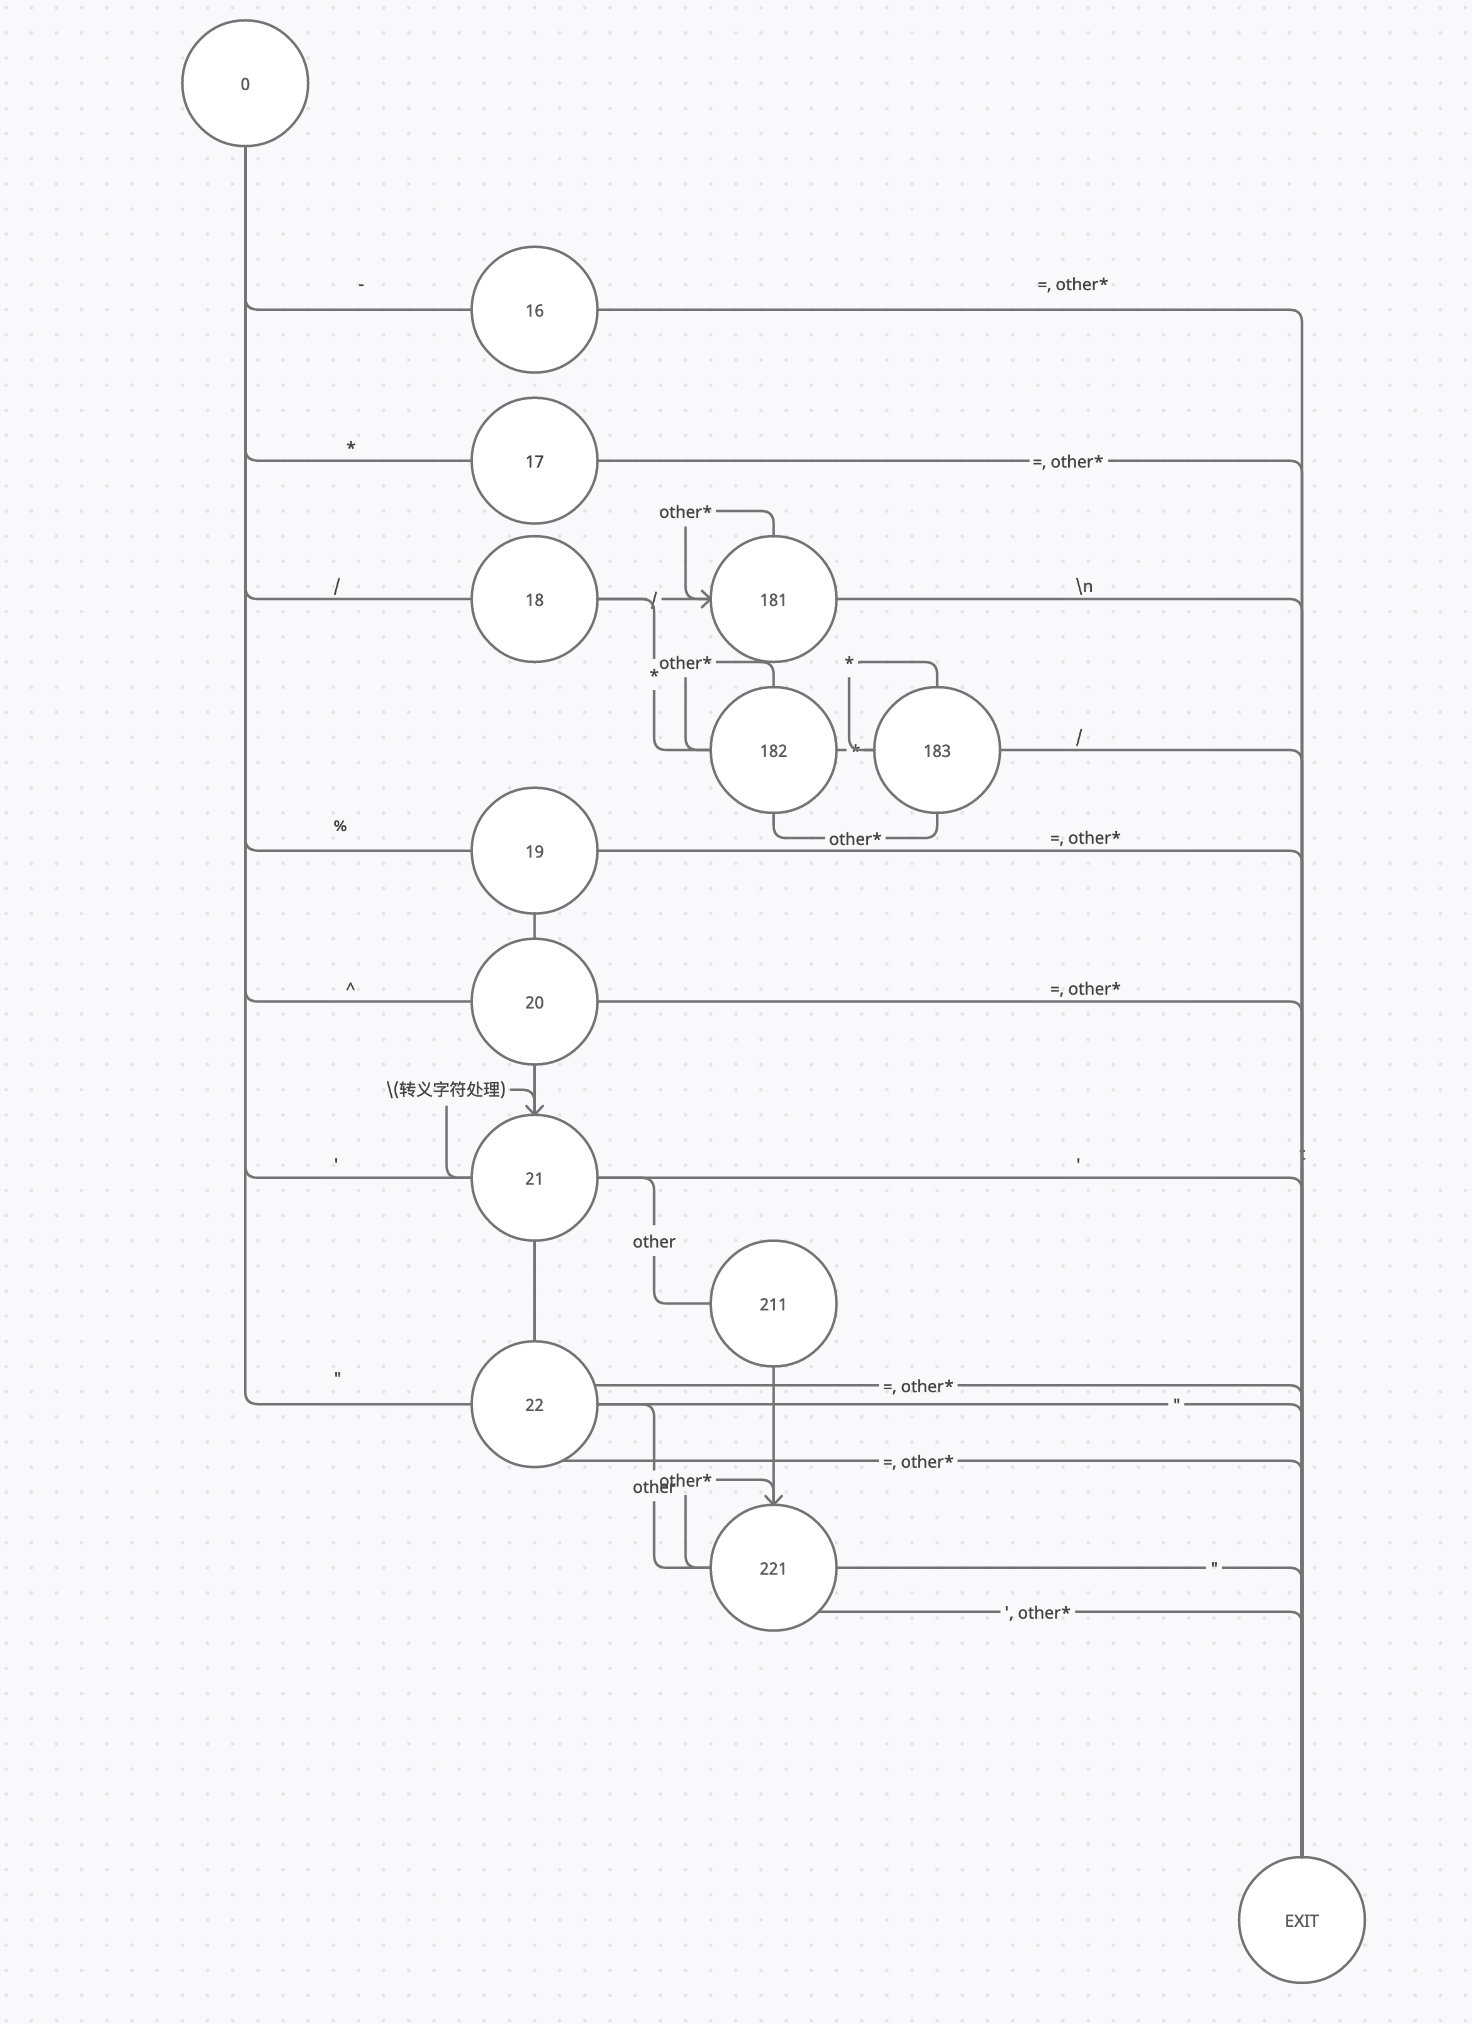 0
-
16
=, other*
*
17
=, other*
other*
/
18
/
181
\n
other*
*
*
182
*
183
/
%
19
other*
=, other*
^
20
=, other*
\(转义字符处理)
'
21
'
other
211
"
22
=, other*
"
=, other*
other
other*
221
"
', other*
EXIT